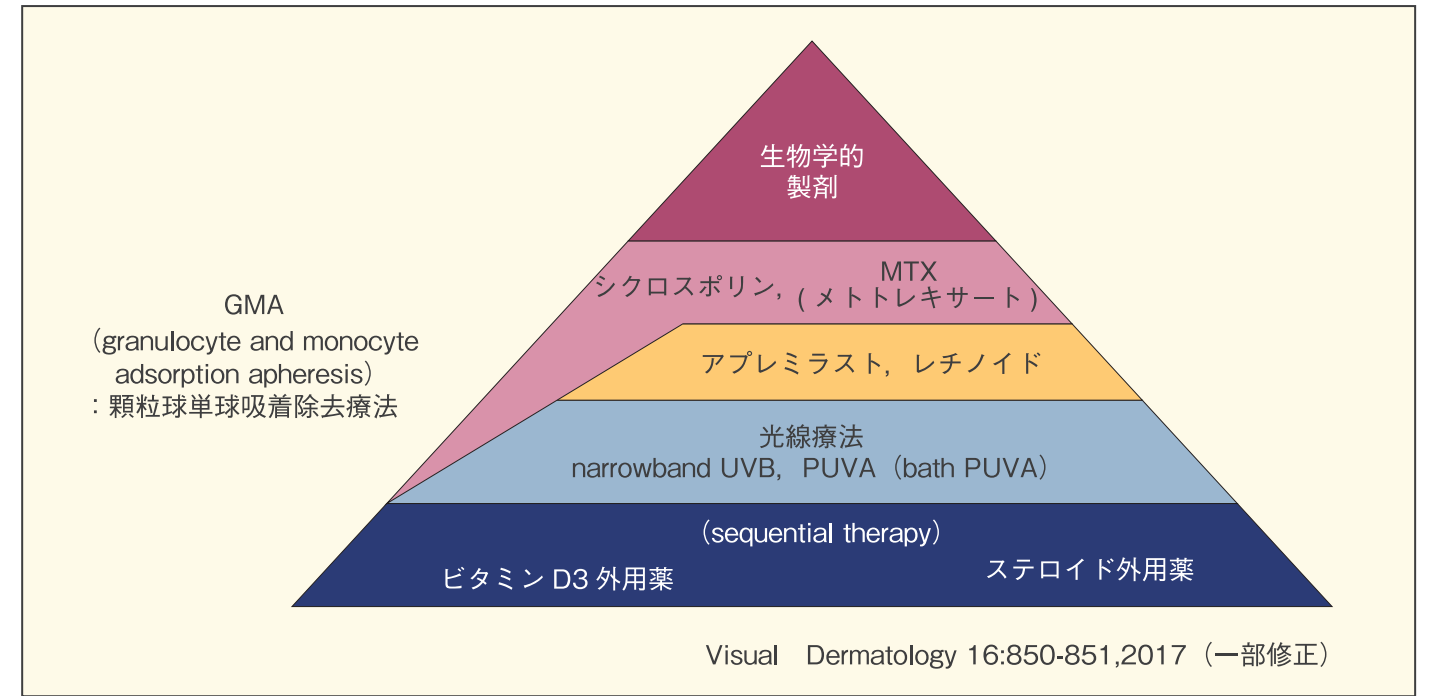 生物学的
製剤
シクロスポリン,
MTX
(メトトレキサート)
GMA
（granulocyte and monocyte
adsorption apheresis）
：顆粒球単球吸着除去療法
アプレミラスト, レチノイド
光線療法
narrowband UVB, PUVA（bath PUVA）
（sequential therapy）
ビタミン D3 外用薬
ステロイド外用薬
Visual Dermatology 16:850-851,2017（一部修正）